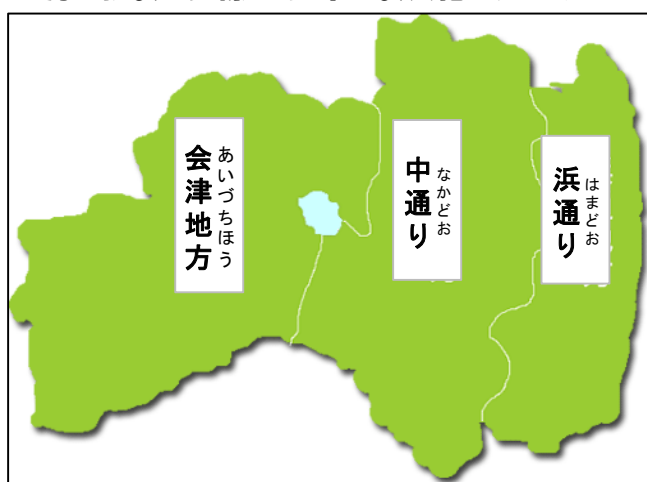 会津地方
あいづちほう
中通り
なかどお
浜通り
はまどお